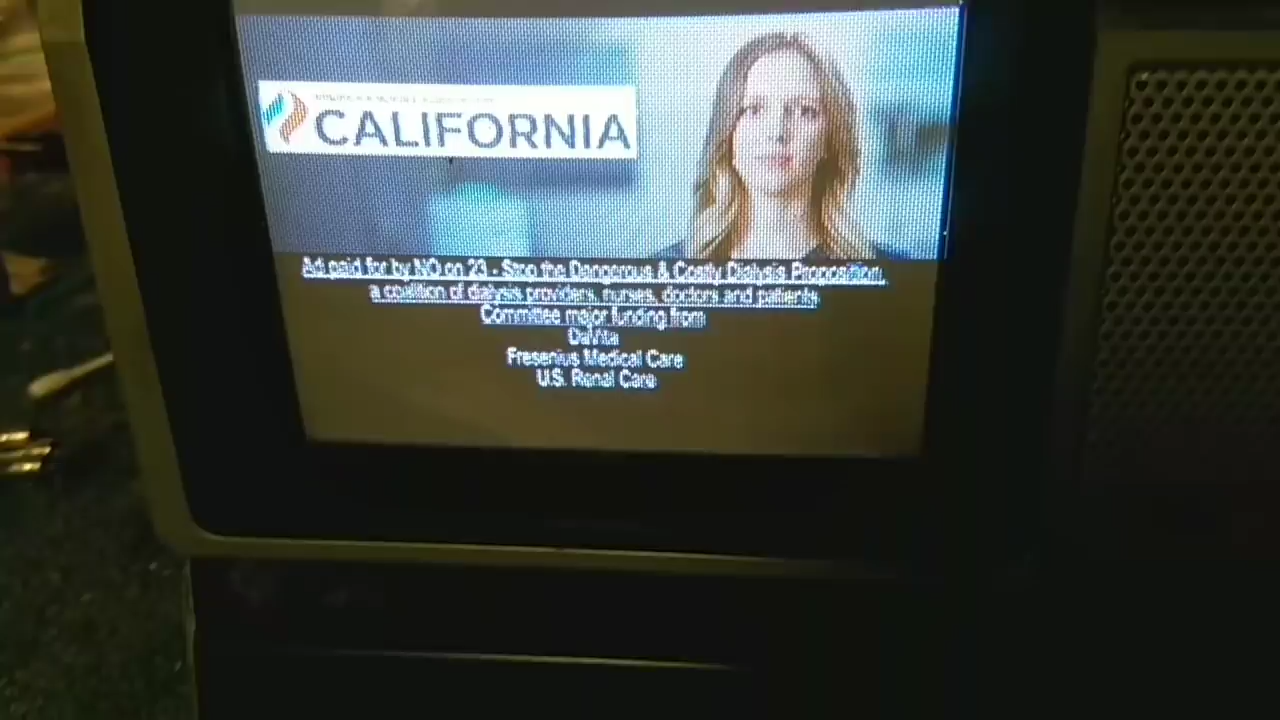 CALIFORNIA
Ad paid for by NO on 23 - Stop the Dangerous & Costly Dialysis Proposition,
a coalition of dialysis providers, nurses, doctors and patients
Committee major funding from
DaVita
Fresenius Medical Care
U.S. Renal Care